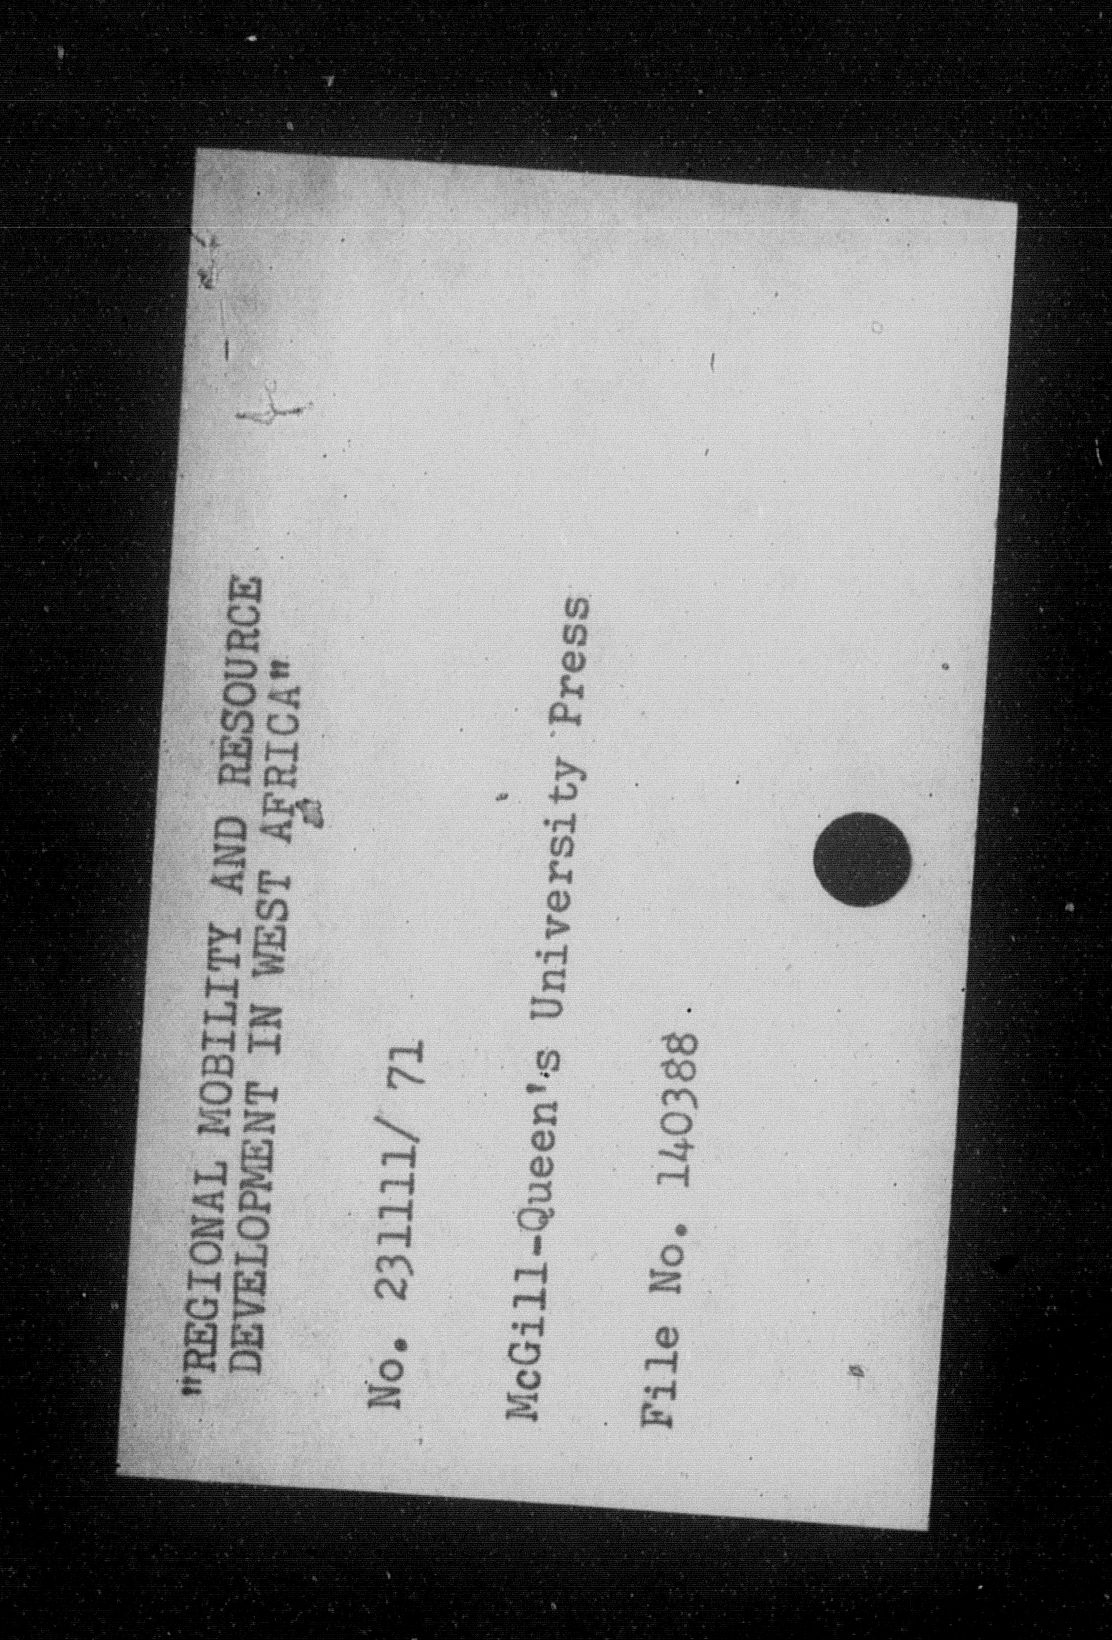 "REGIONAL MOBILITY AND RESOURCE
DEVELOPMENT IN WEST AFRICA"
No. 231111/ 71
McGill-Queen's University Press
File No. 140388